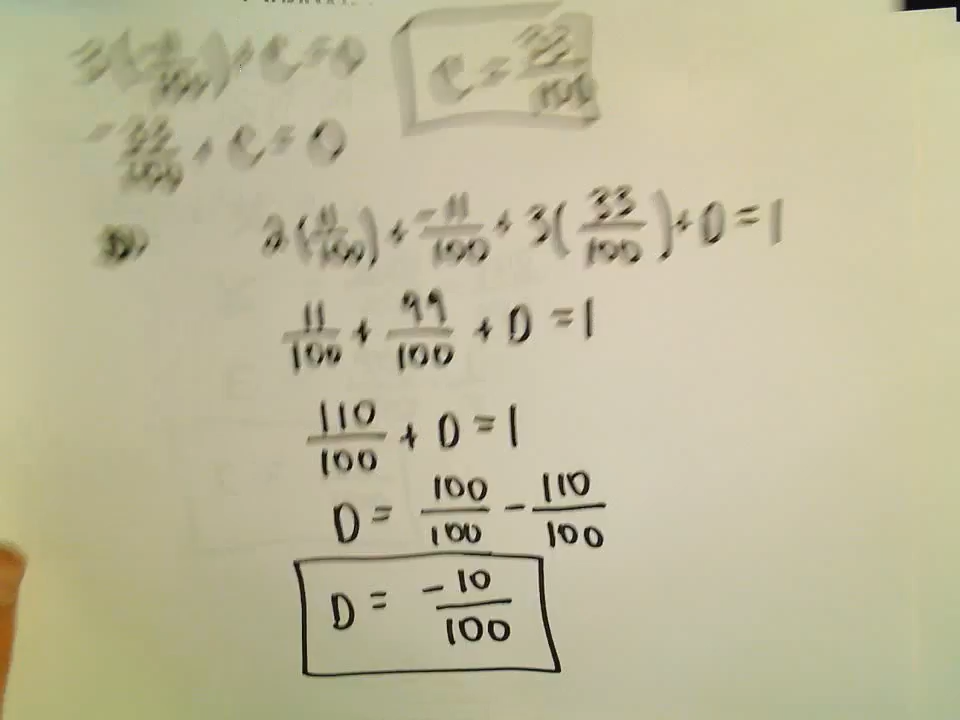 3(-11/100) + C = 0
C = 33/100
-33/100 + C = 0
2(11/100) + -11/100 + 3(33/100) + D = 1
11/100 + 99/100 + D = 1
110/100 + D = 1
D = 100/100 - 110/100
D = -10/100